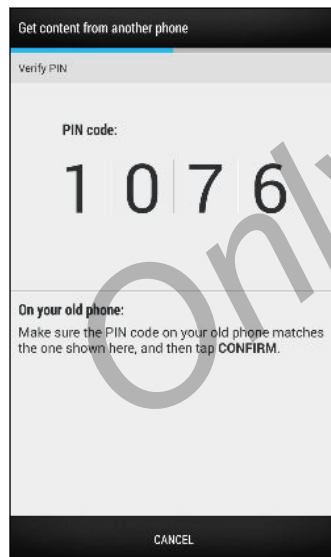 Get content from another phone
Verify PIN
PIN code:
1 0 7 6
Only
On your old phone:
Make sure the PIN code on your old phone matches
the one shown here, and then tap CONFIRM.
CANCEL